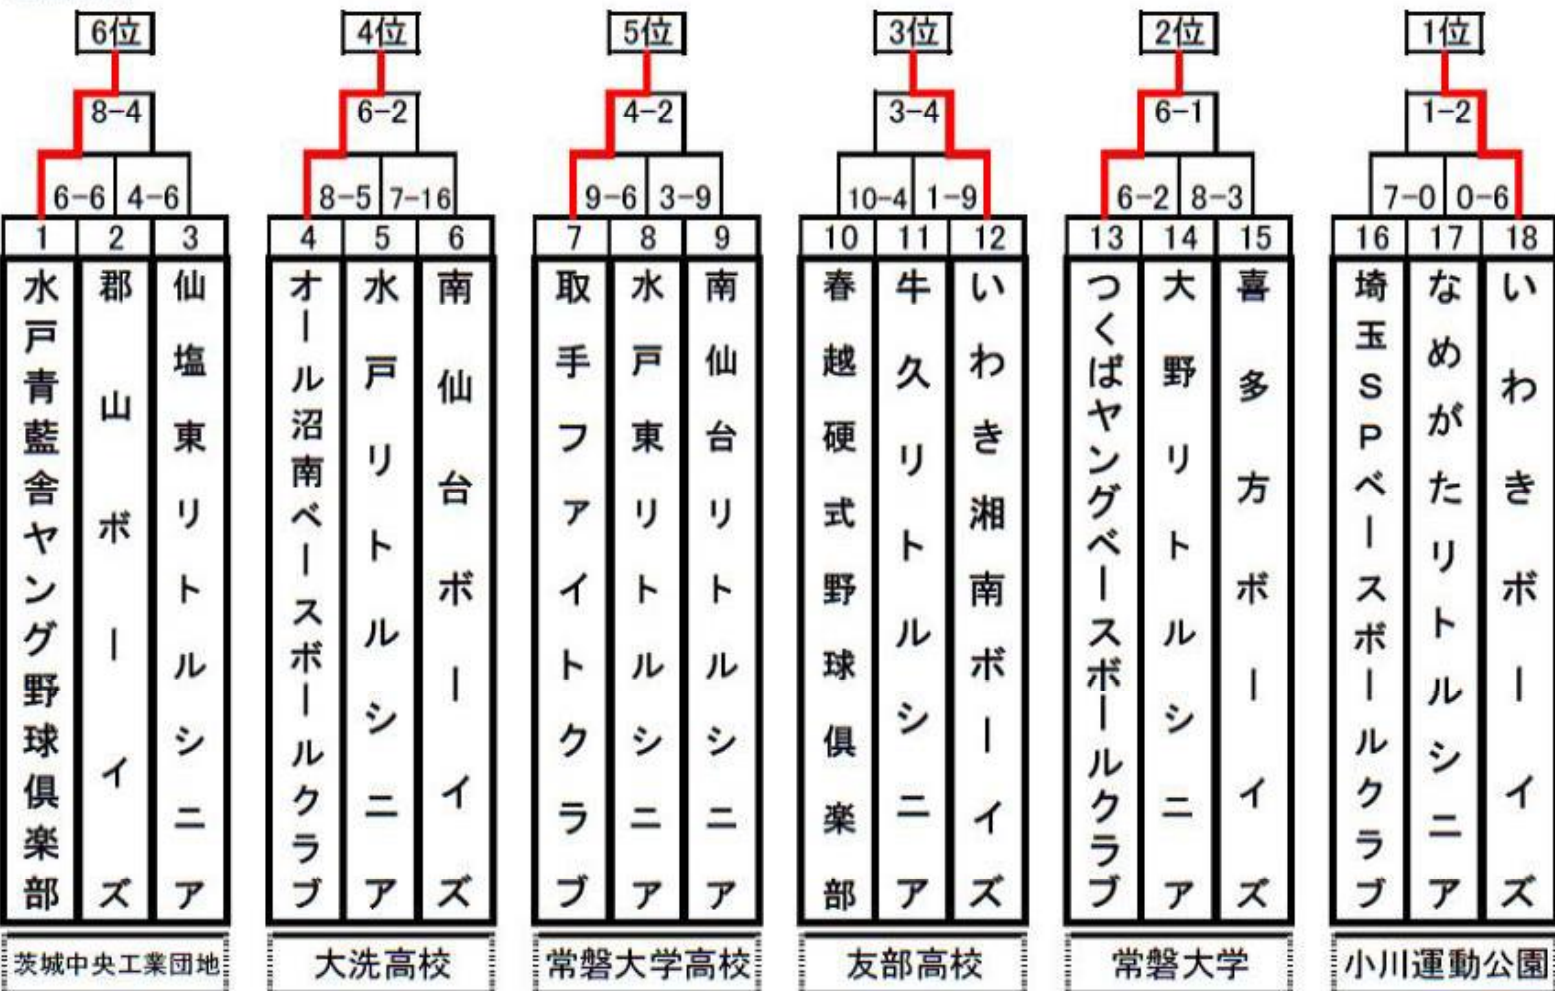 6位 4位 5位 3位 2位 1位
8-4 6-2 4-2 3-4 6-1 1-2
6-6 4-6 8-5 7-16 9-6 3-9 10-4 1-9 6-2 8-3 7-0 0-6
1 2 3 4 5 6 7 8 9 10 11 12 13 14 15 16 17 18
水戸青藍舎ヤング野球倶楽部
郡山ボーイズ
仙塩東リトルシニア
オール沼南ベースボールクラブ
水戸リトルシニア
南仙台ボーイズ
取手ファイトクラブ
水戸東リトルシニア
南仙台リトルシニア
春越硬式野球倶楽部
牛久リトルシニア
いわき湘南ボーイズ
つくばヤングベースボールクラブ
大野リトルシニア
喜多方ボーイズ
埼玉SPベースボールクラブ
なめがたリトルシニア
いわきボーイズ
茨城中央工業団地 大洗高校 常磐大学高校 友部高校 常磐大学 小川運動公園